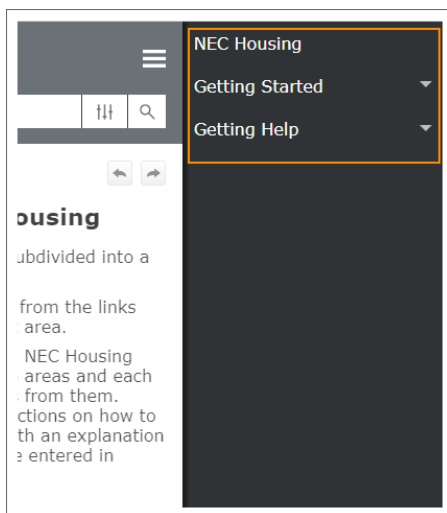 NEC Housing
Getting Started
Getting Help
ousing
ubdivided into a
from the links
area.
NEC Housing
areas and each
from them.
ctions on how to
th an explanation
e entered in